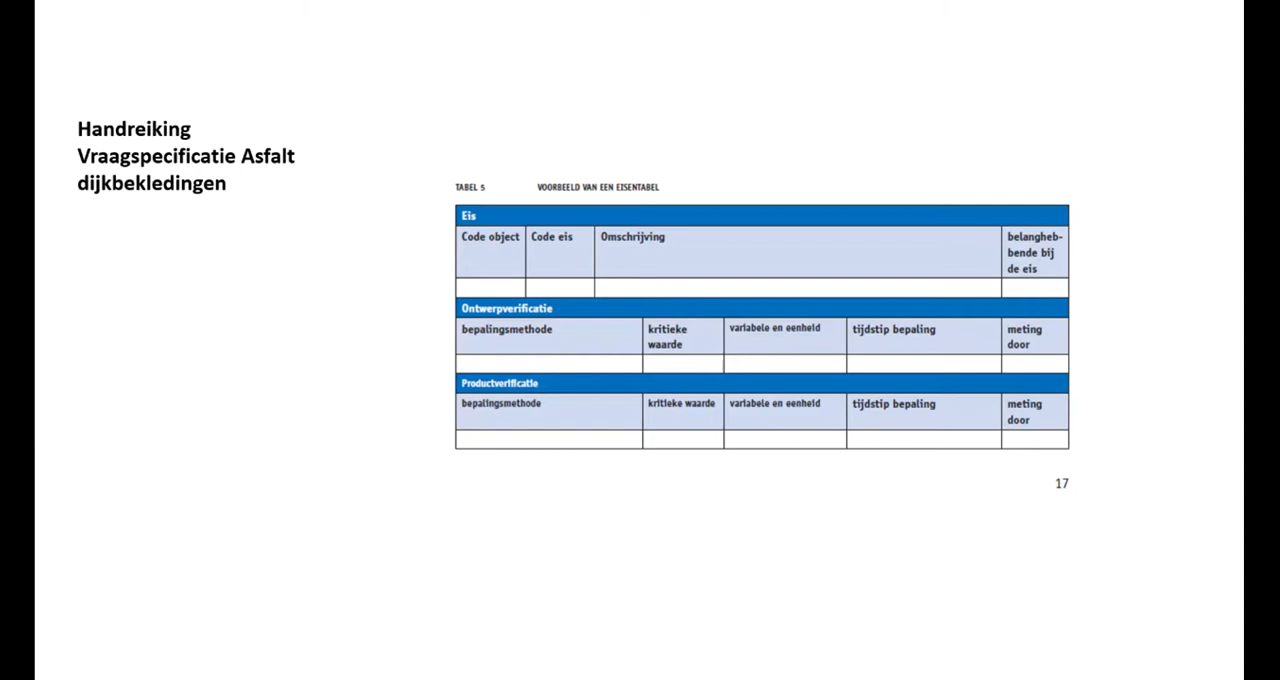 Handreiking
Vraagspecificatie Asfalt
dijkbekledingen
TABEL 5 VOORBEELD VAN EEN EISENTABEL
Eis
Code object Code eis Omschrijving belangheb-
bende bij
de eis
Ontwerpverificatie
bepalingsmethode kritieke variabele en eenheid tijdstip bepaling meting
waarde door
Productverificatie
bepalingsmethode kritieke waarde variabele en eenheid tijdstip bepaling meting
door
17